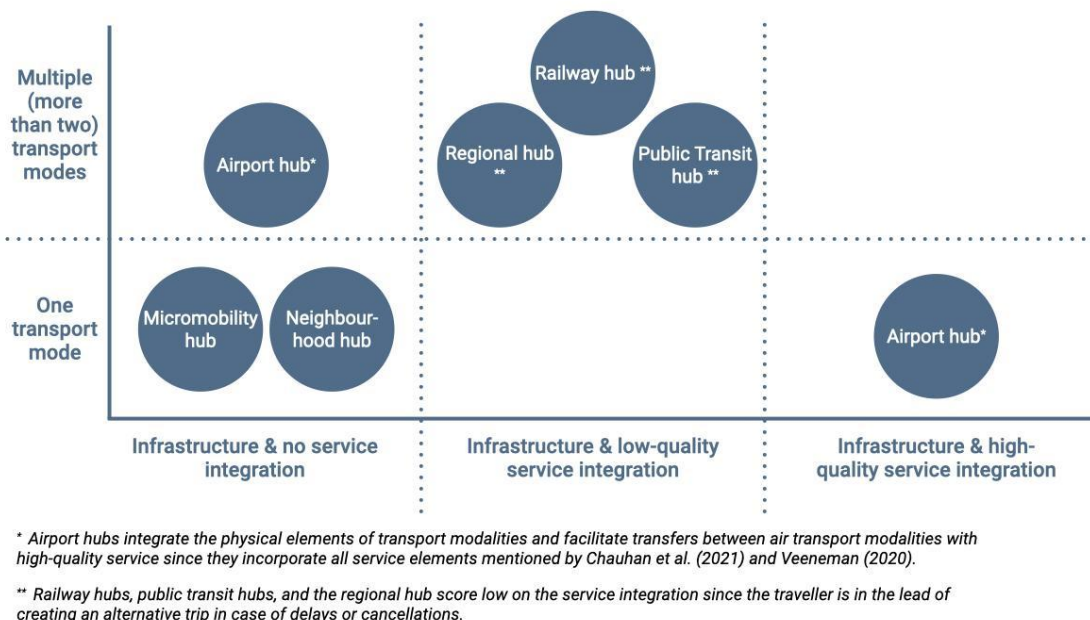 Multiple
(more
than two)
transport
modes
Railway hub **
Airport hub*
Regional hub
**
Public Transit
hub **
One
transport
mode
Micromobility
hub
Neighbour-
hood hub
Airport hub*
Infrastructure & no service
integration
Infrastructure & low-quality
service integration
Infrastructure & high-
quality service integration
* Airport hubs integrate the physical elements of transport modalities and facilitate transfers between air transport modalities with
high-quality service since they incorporate all service elements mentioned by Chauhan et al. (2021) and Veeneman (2020).
** Railway hubs, public transit hubs, and the regional hub score low on the service integration since the traveller is in the lead of
creating an alternative trip in case of delays or cancellations.